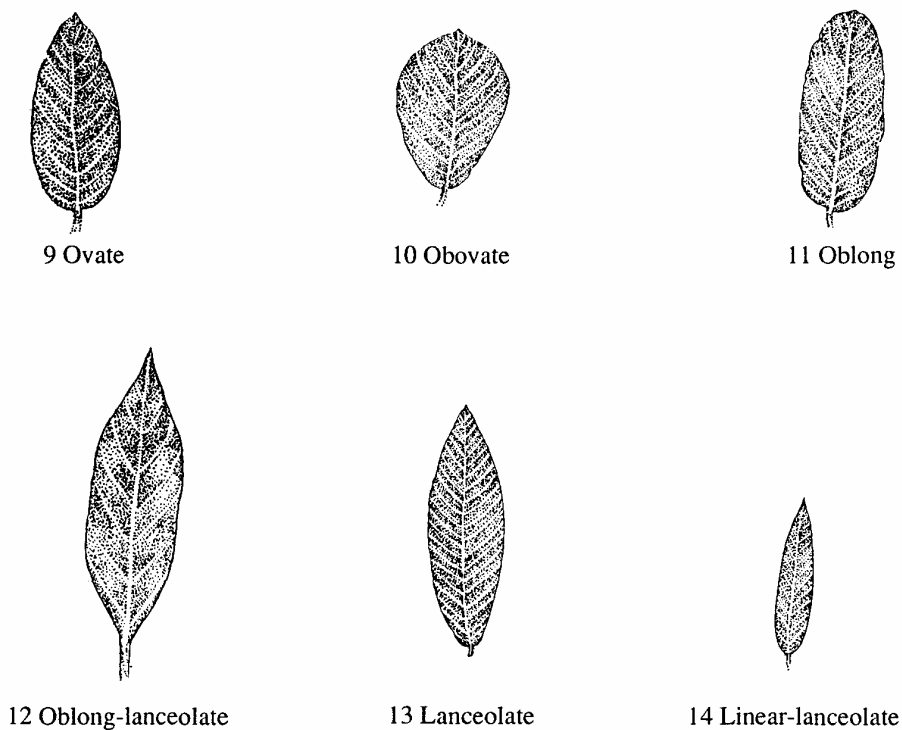 9 Ovate
10 Obovate
11 Oblong
12 Oblong-lanceolate
13 Lanceolate
14 Linear-lanceolate